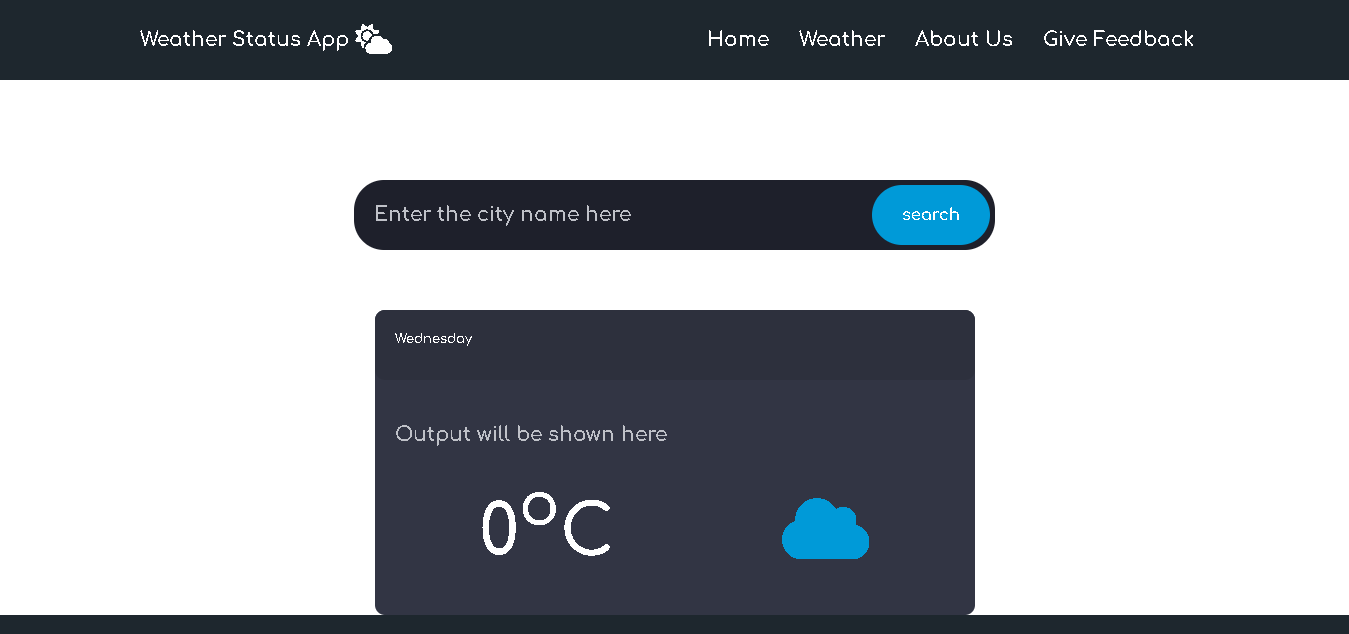 Weather Status App
Home Weather About Us Give Feedback
Enter the city name here
search
Wednesday
Output will be shown here
0°C